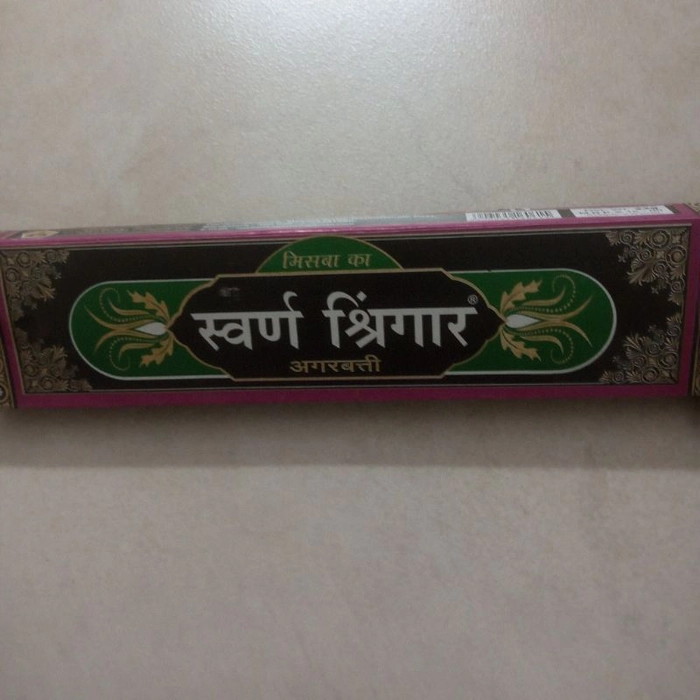 मिसबा का
स्वर्ण श्रिंगार®
अगरबत्ती